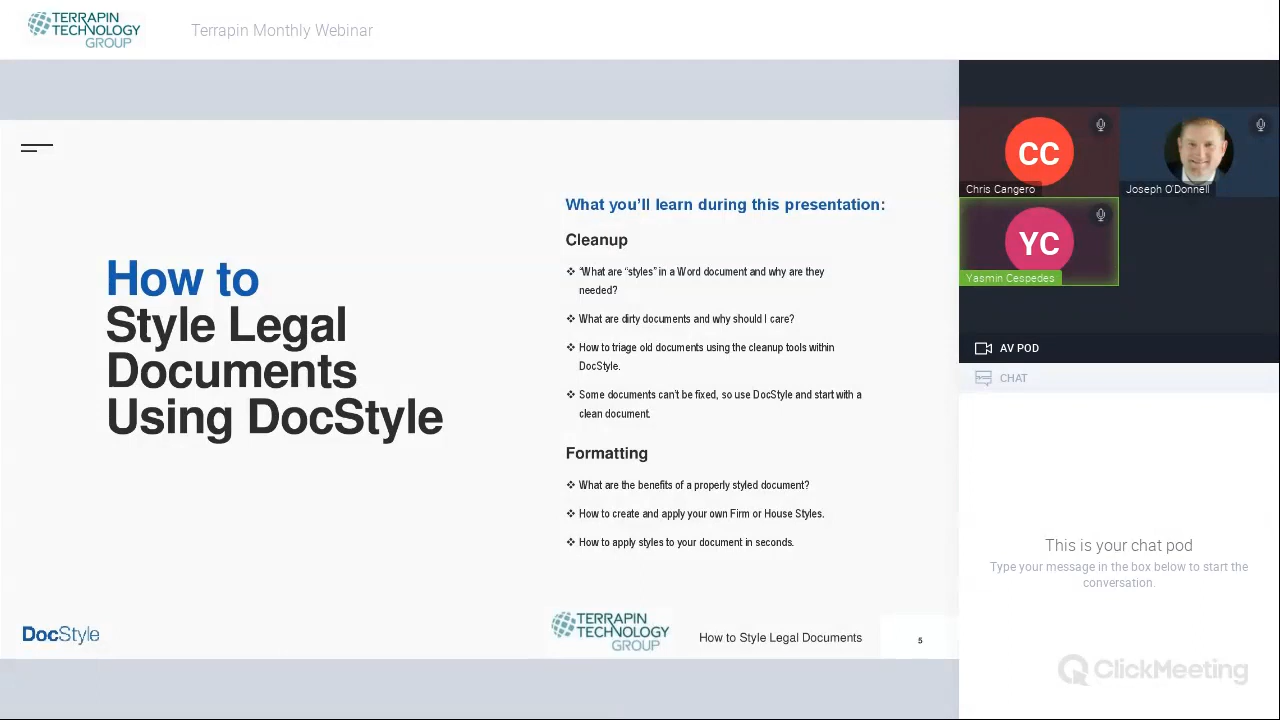 TERRAPIN
TECHNOLOGY
GROUP
Terrapin Monthly Webinar
How to
Style Legal
Documents
Using DocStyle
What you’ll learn during this presentation:
Cleanup
❖ “What are “styles” in a Word document and why are they
needed?
❖ What are dirty documents and why should I care?
❖ How to triage old documents using the cleanup tools within
DocStyle.
❖ Some documents can’t be fixed, so use DocStyle and start with a
clean document.
Formatting
❖ What are the benefits of a properly styled document?
❖ How to create and apply your own Firm or House Styles.
❖ How to apply styles to your document in seconds.
DocStyle
TERRAPIN
TECHNOLOGY
GROUP
How to Style Legal Documents
5
CC
Chris Cangero
Joseph O'Donnell
YC
Yasmin Cespedes
AV POD
CHAT
This is your chat pod
Type your message in the box below to start the
conversation.
ClickMeeting